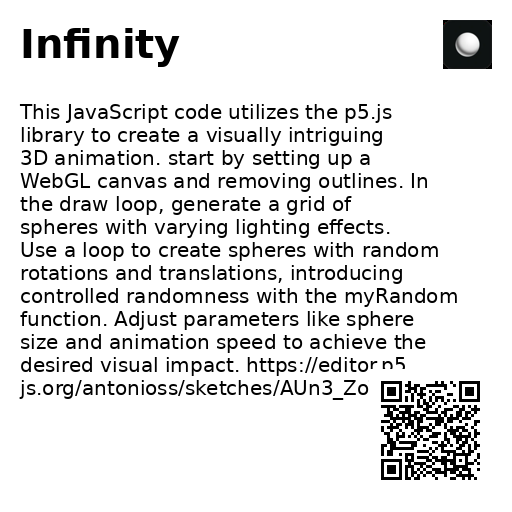 Infinity
This JavaScript code utilizes the p5.js
library to create a visually intriguing
3D animation. start by setting up a
WebGL canvas and removing outlines. In
the draw loop, generate a grid of
spheres with varying lighting effects.
Use a loop to create spheres with random
rotations and translations, introducing
controlled randomness with the myRandom
function. Adjust parameters like sphere
size and animation speed to achieve the
desired visual impact. https://editor.p5
js.org/antonioss/sketches/AUn3_Zo